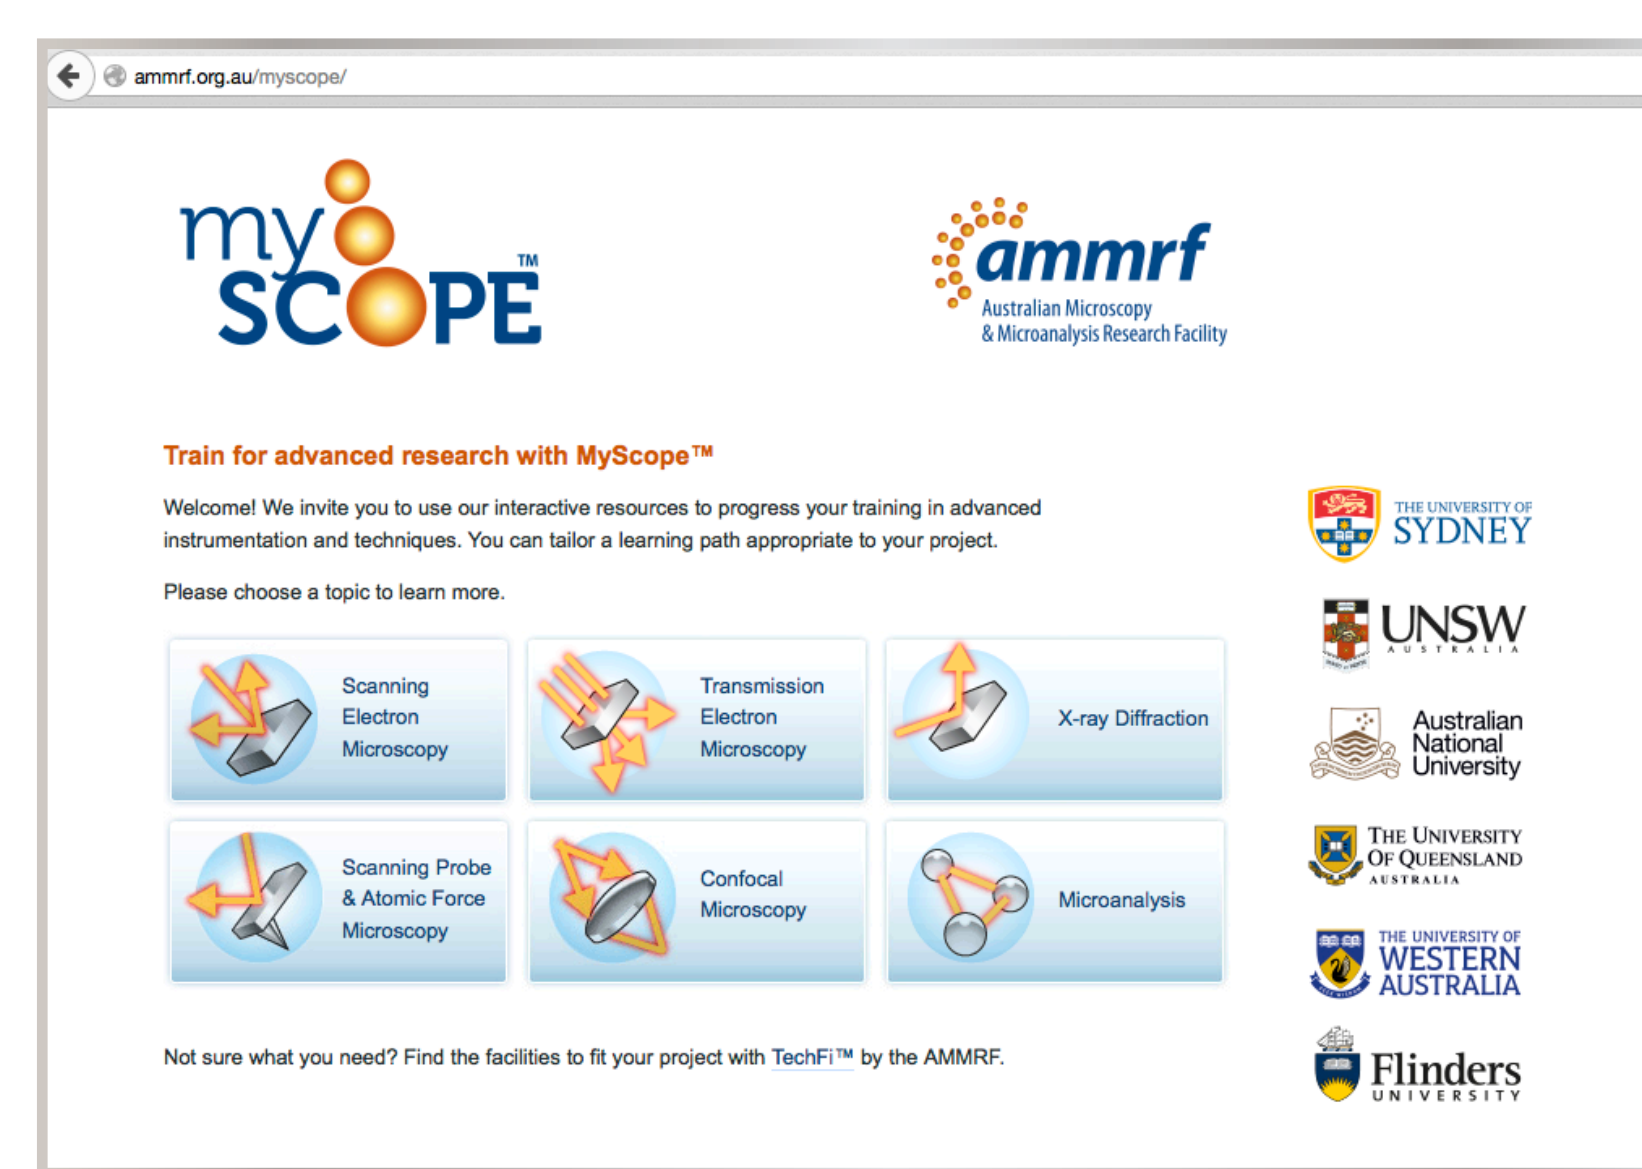 ammrf.org.au/myscope/
my
SCOPE™
ammrf
Australian Microscopy
& Microanalysis Research Facility
Train for advanced research with MyScope™
Welcome! We invite you to use our interactive resources to progress your training in advanced
instrumentation and techniques. You can tailor a learning path appropriate to your project.
Please choose a topic to learn more.
Scanning
Electron
Microscopy
Transmission
Electron
Microscopy
X-ray Diffraction
Scanning Probe
& Atomic Force
Microscopy
Confocal
Microscopy
Microanalysis
Not sure what you need? Find the facilities to fit your project with TechFi™ by the AMMRF.
THE UNIVERSITY OF
SYDNEY
UNSW
AUSTRALIA
Australian
National
University
THE UNIVERSITY
OF QUEENSLAND
AUSTRALIA
THE UNIVERSITY OF
WESTERN
AUSTRALIA
Flinders
UNIVERSITY